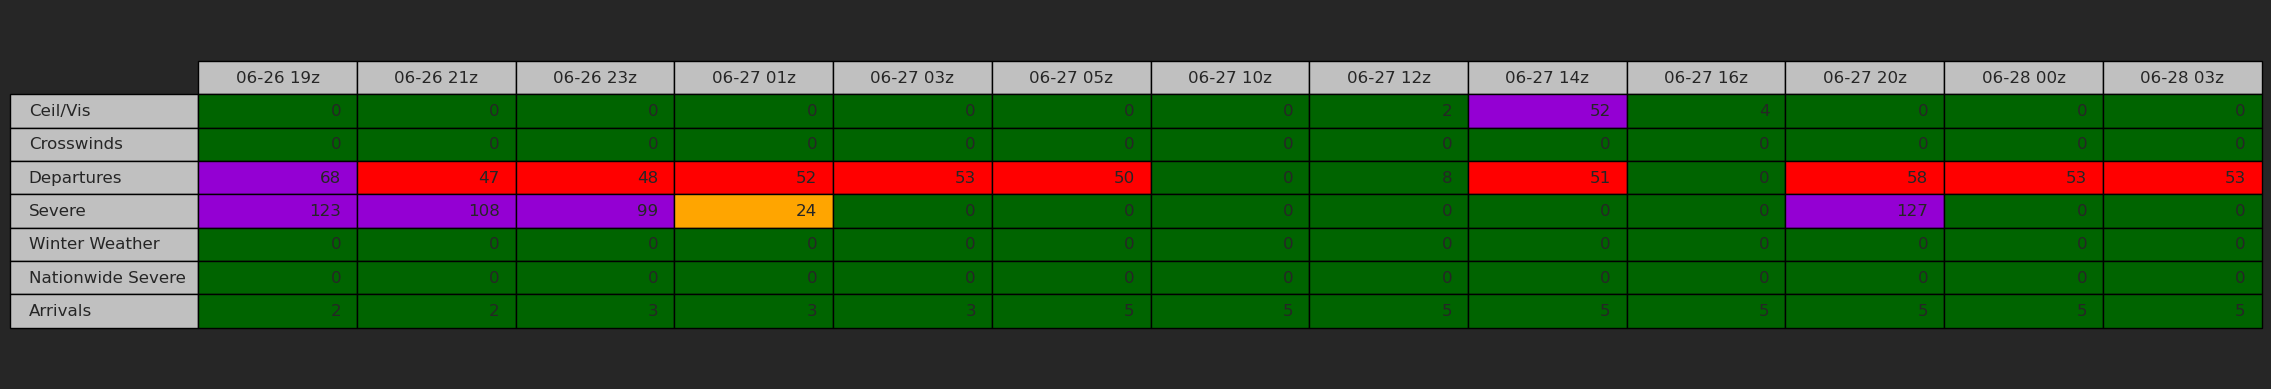 06-26 19z 06-26 21z 06-26 23z 06-27 01z 06-27 03z 06-27 05z 06-27 10z 06-27 12z 06-27 14z 06-27 16z 06-27 20z 06-28 00z 06-28 03z
Ceil/Vis 0 0 0 0 0 0 0 2 52 4 0 0 0
Crosswinds 0 0 0 0 0 0 0 0 0 0 0 0 0
Departures 68 47 48 52 53 50 0 8 51 0 58 53 53
Severe 123 108 99 24 0 0 0 0 0 0 127 0 0
Winter Weather 0 0 0 0 0 0 0 0 0 0 0 0 0
Nationwide Severe 0 0 0 0 0 0 0 0 0 0 0 0 0
Arrivals 2 2 3 3 3 5 5 5 5 5 5 5 5